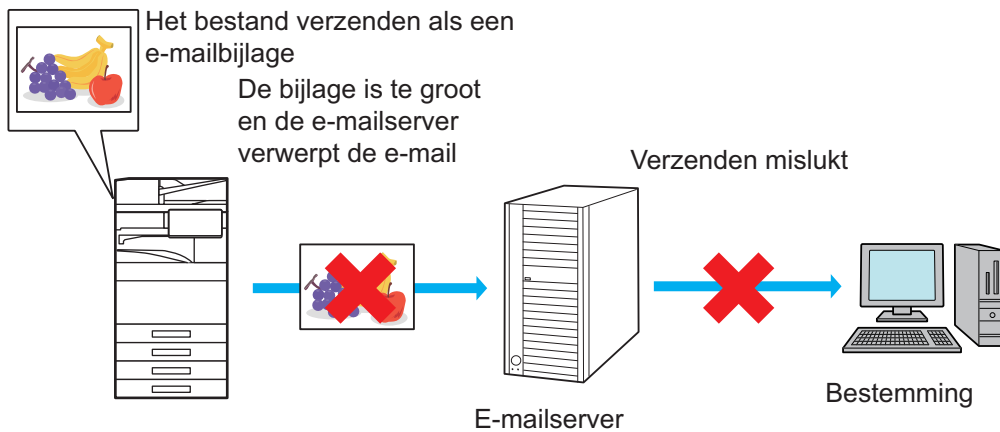 Het bestand verzenden als een
e-mailbijlage
De bijlage is te groot
en de e-mailserver
verwerpt de e-mail
Verzenden mislukt
Bestemming
E-mailserver